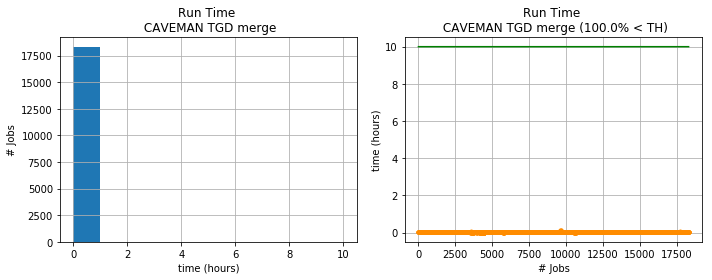 Run Time
CAVEMAN TGD merge
17500
15000
12500
10000
7500
5000
2500
0
# Jobs
0 2 4 6 8 10
time (hours)
Run Time
CAVEMAN TGD merge (100.0% < TH)
10
8
6
4
2
0
time (hours)
0 2500 5000 7500 10000 12500 15000 17500
# Jobs